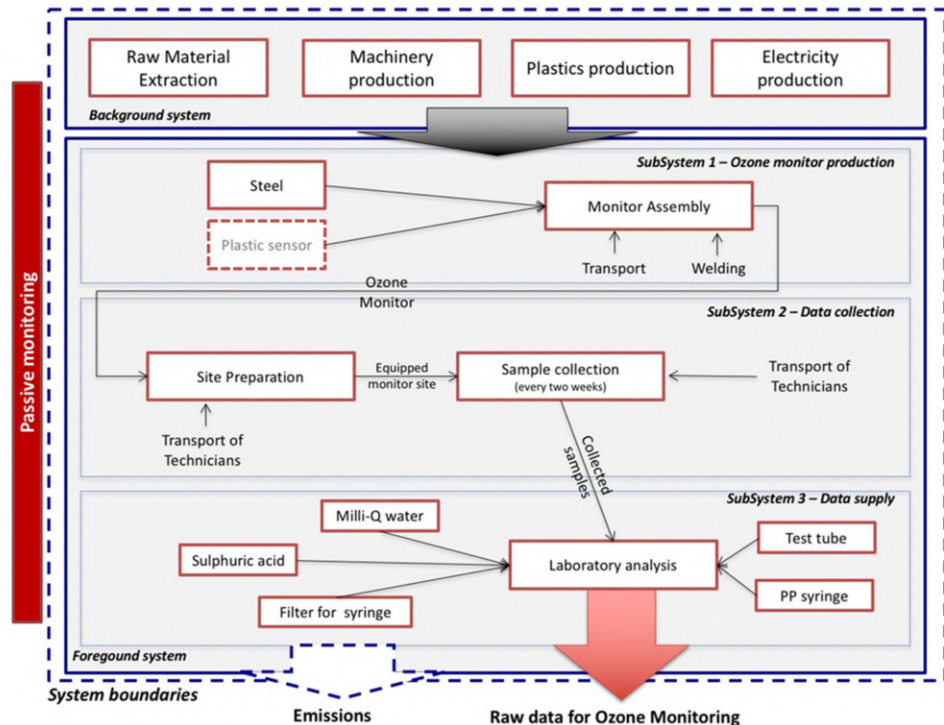 Raw Material
Extraction
Machinery
production
Plastics production
Electricity
production
Background system
Passive monitoring
SubSystem 1 – Ozone monitor production
Steel
Monitor Assembly
Plastic sensor
Transport
Welding
Ozone
Monitor
SubSystem 2 – Data collection
Site Preparation
Equipped
monitor site
Sample collection
(every two weeks)
Transport of
Technicians
Transport of
Technicians
Collected
samples
SubSystem 3 – Data supply
Milli-Q water
Test tube
Sulphuric acid
Laboratory analysis
Filter for syringe
PP syringe
Foregound system
System boundaries
Emissions
Raw data for Ozone Monitoring